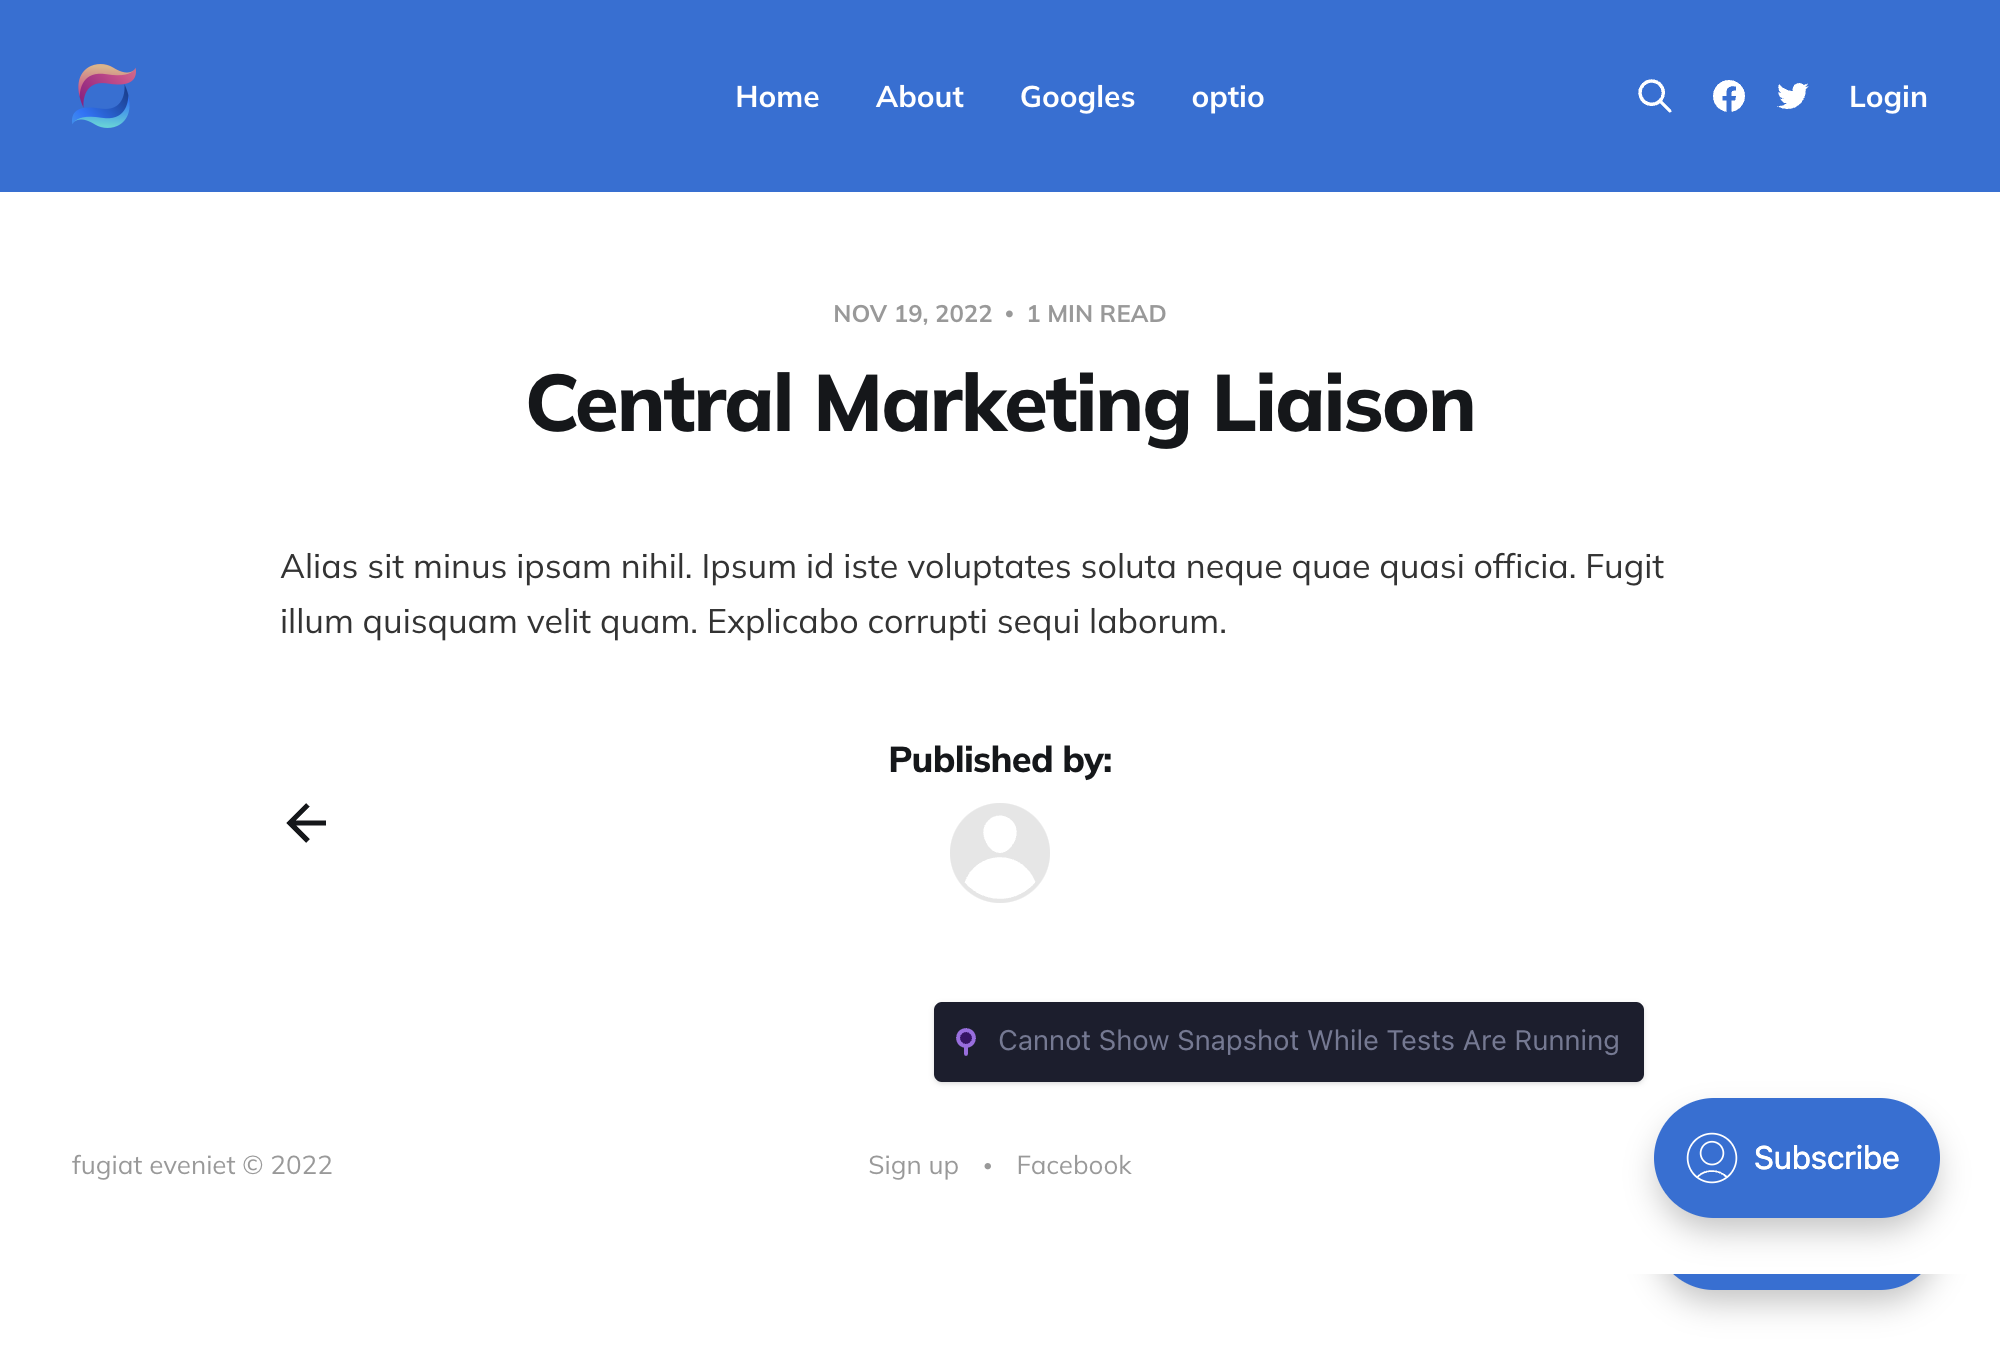 Home About Googles optio Login
NOV 19, 2022 • 1 MIN READ
Central Marketing Liaison
Alias sit minus ipsam nihil. Ipsum id iste voluptates soluta neque quae quasi officia. Fugit
illum quisquam velit quam. Explicabo corrupti sequi laborum.
Published by:
Cannot Show Snapshot While Tests Are Running
fugiat eveniet © 2022 Sign up • Facebook Subscribe